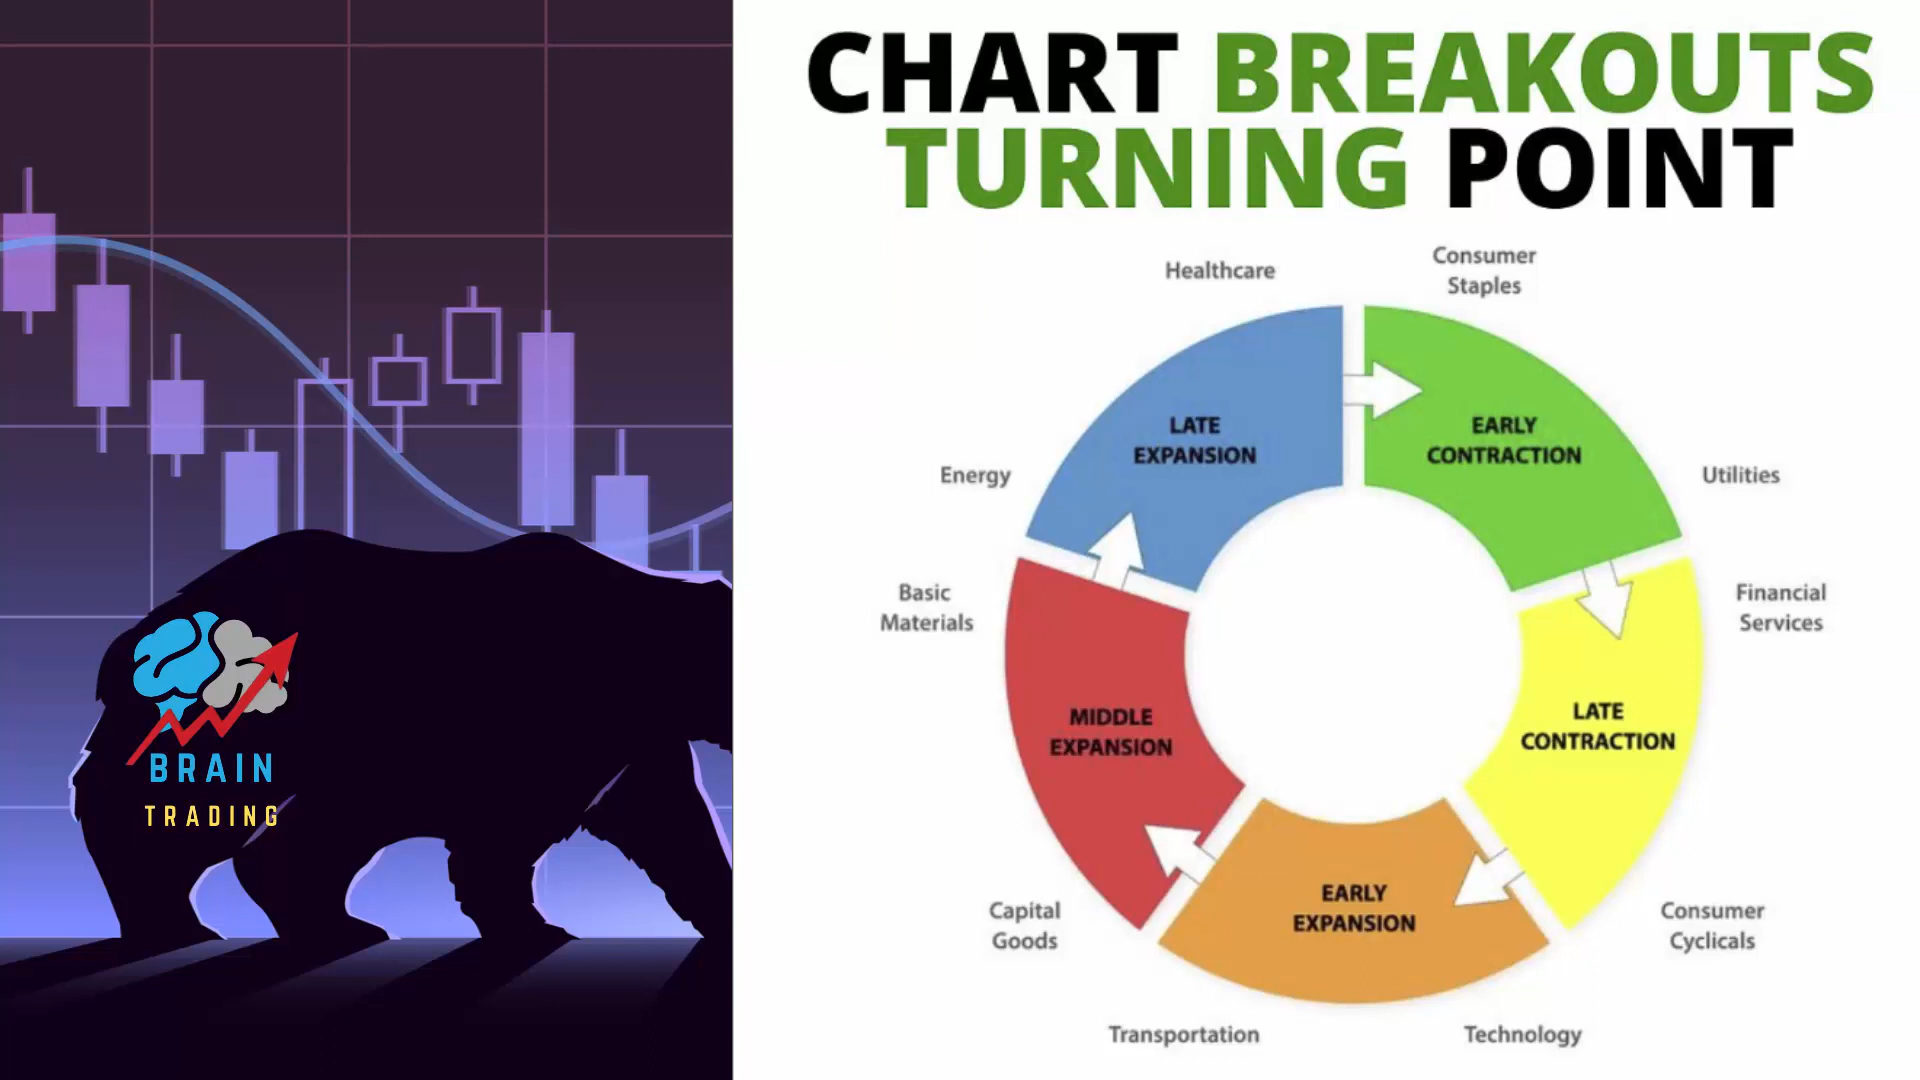 CHART BREAKOUTS
TURNING POINT
Healthcare
Consumer
Staples
LATE
EXPANSION
EARLY
CONTRACTION
Energy
Utilities
Basic
Materials
Financial
Services
MIDDLE
EXPANSION
LATE
CONTRACTION
BRAIN
TRADING
EARLY
EXPANSION
Capital
Goods
Consumer
Cyclicals
Transportation
Technology